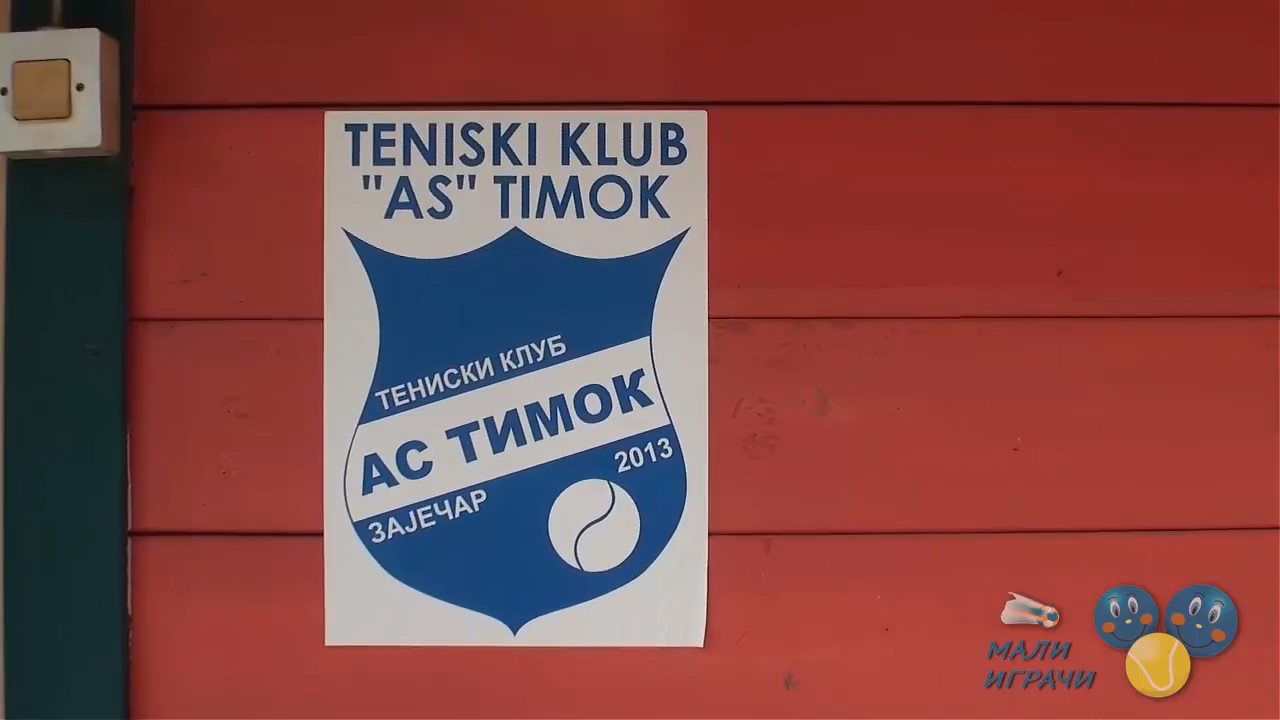 TENISKI KLUB
"AS" TIMOK
ТЕНИСКИ КЛУБ
АС ТИМОК
2013
ЗАЈЕЧАР
МАЛИ
ИГРАЧИ